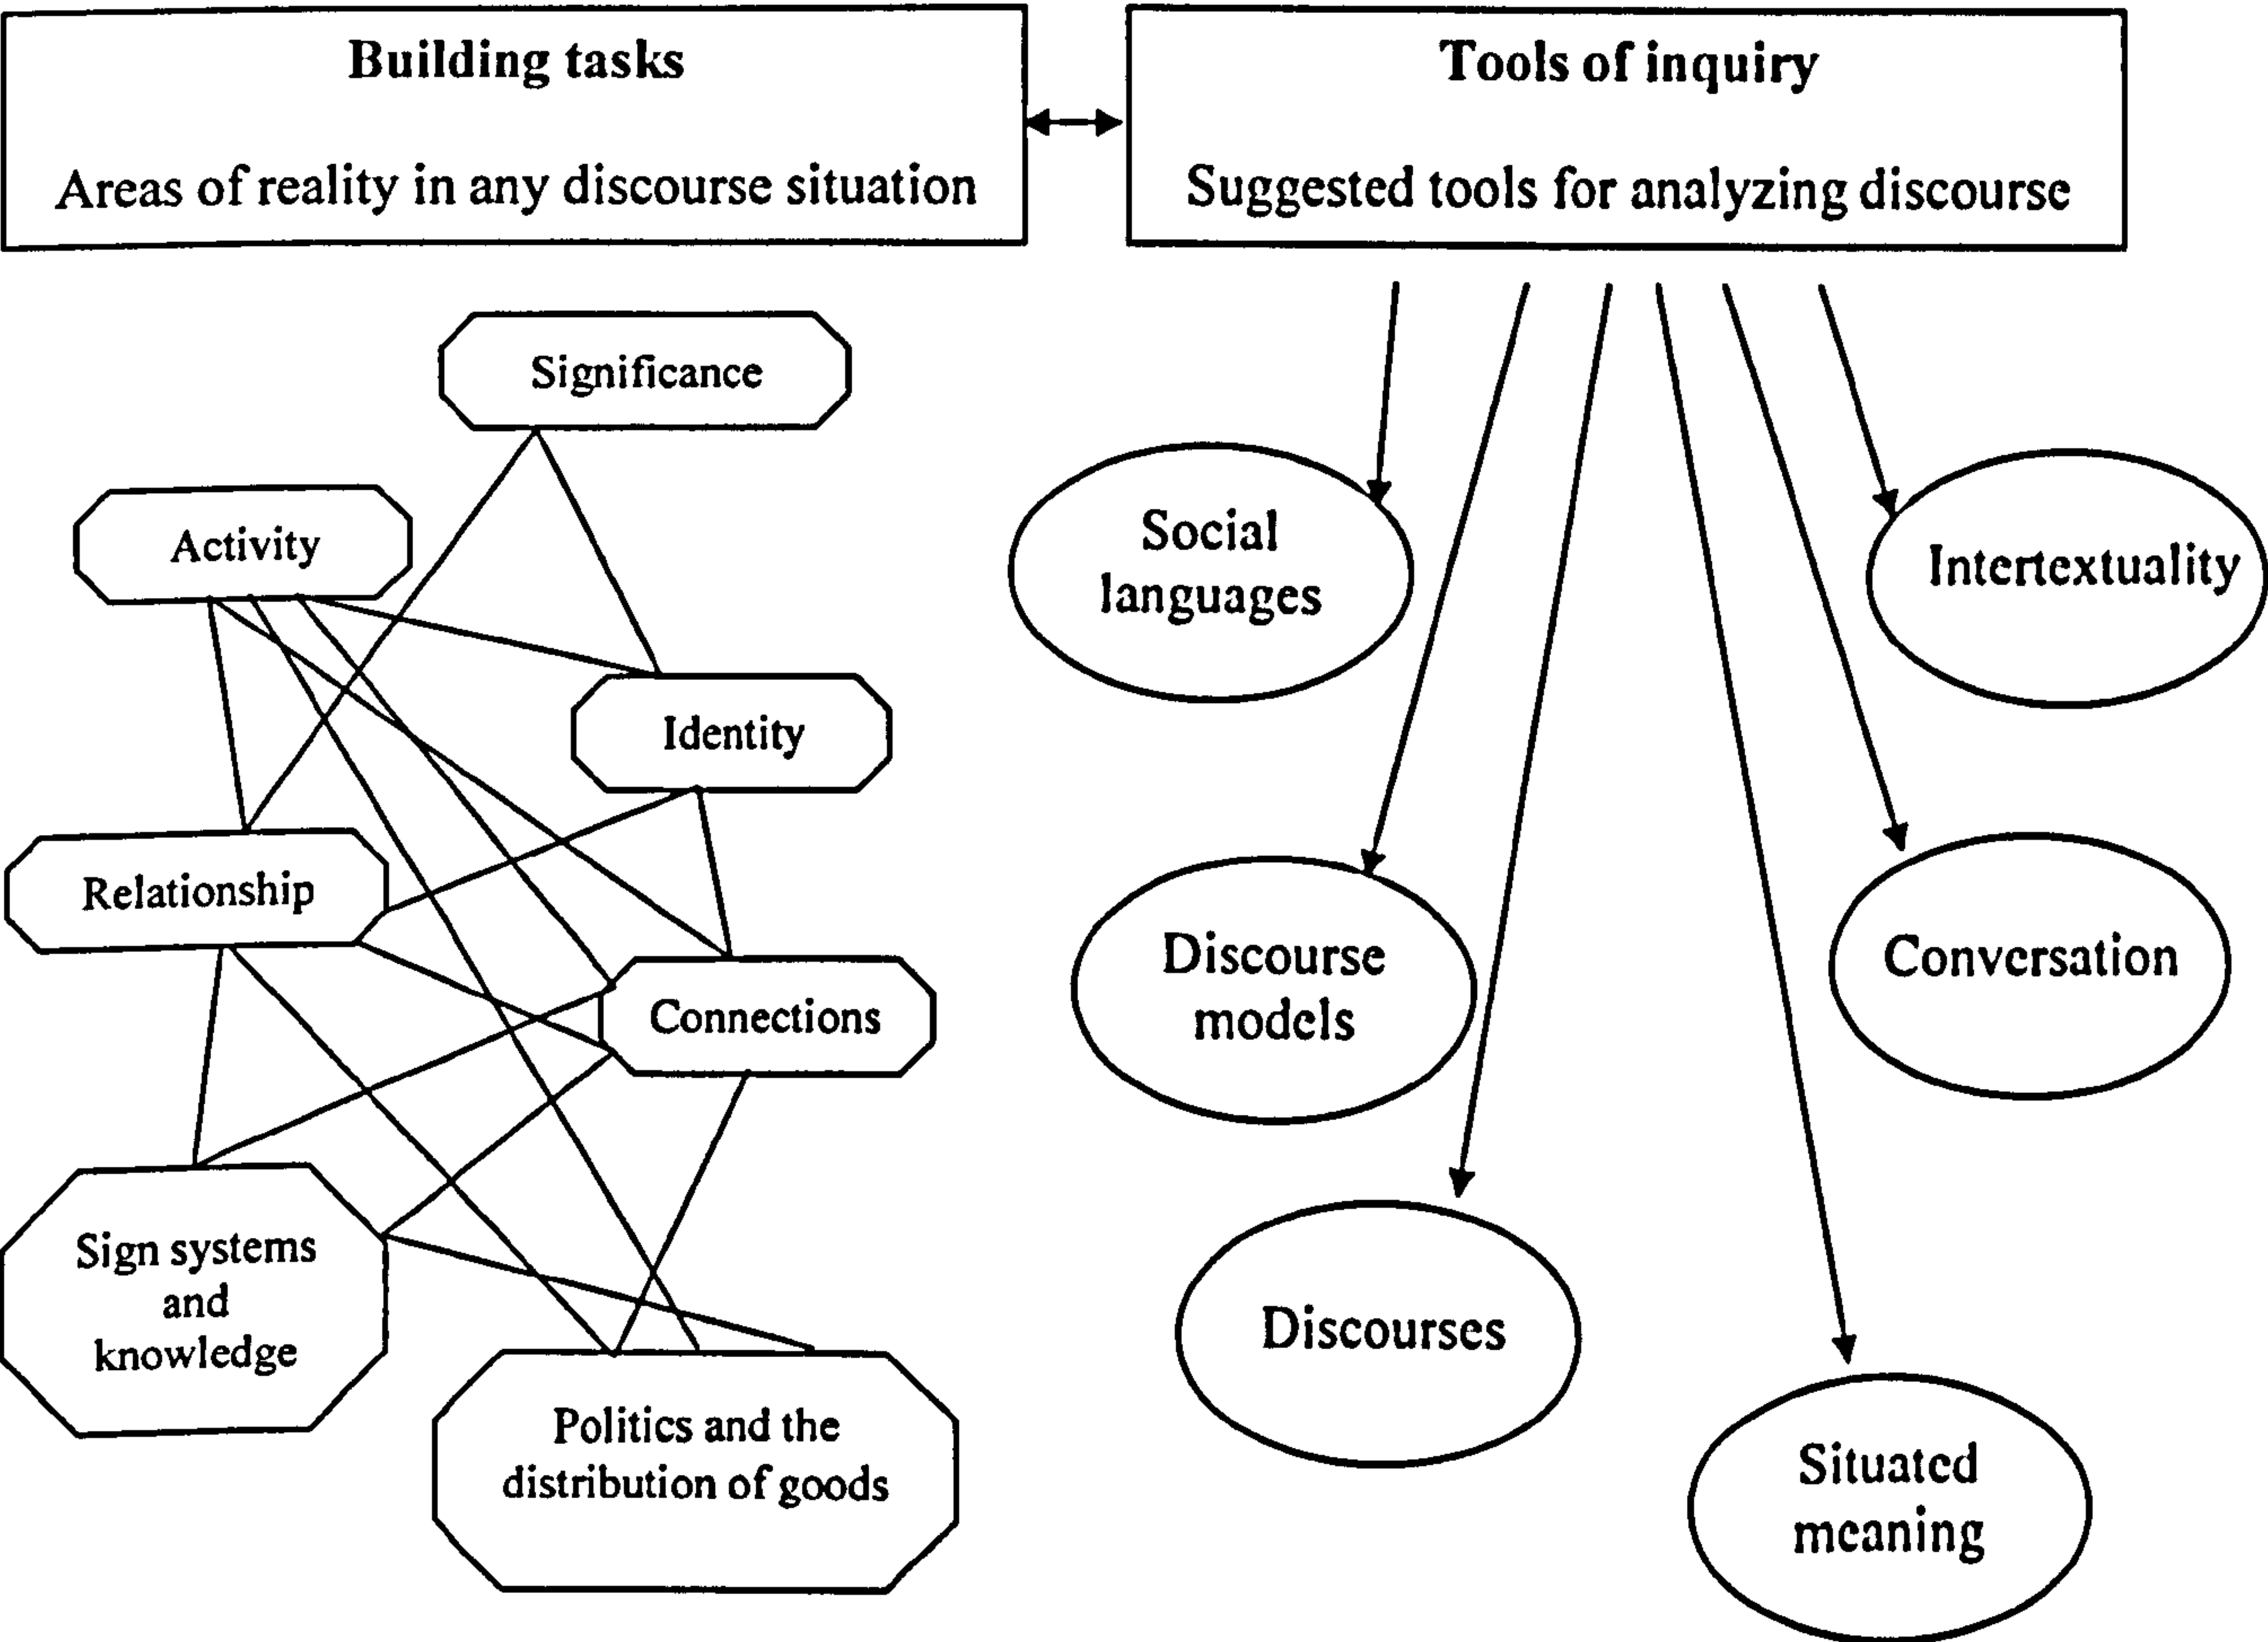 Building tasks
Areas of reality in any discourse situation
Tools of inquiry
Suggested tools for analyzing discourse
Significance
Activity
Identity
Relationship
Connections
Sign systems
and
knowledge
Politics and the
distribution of goods
Social
languages
Intertextuality
Discourse
models
Conversation
Discourses
Situated
meaning